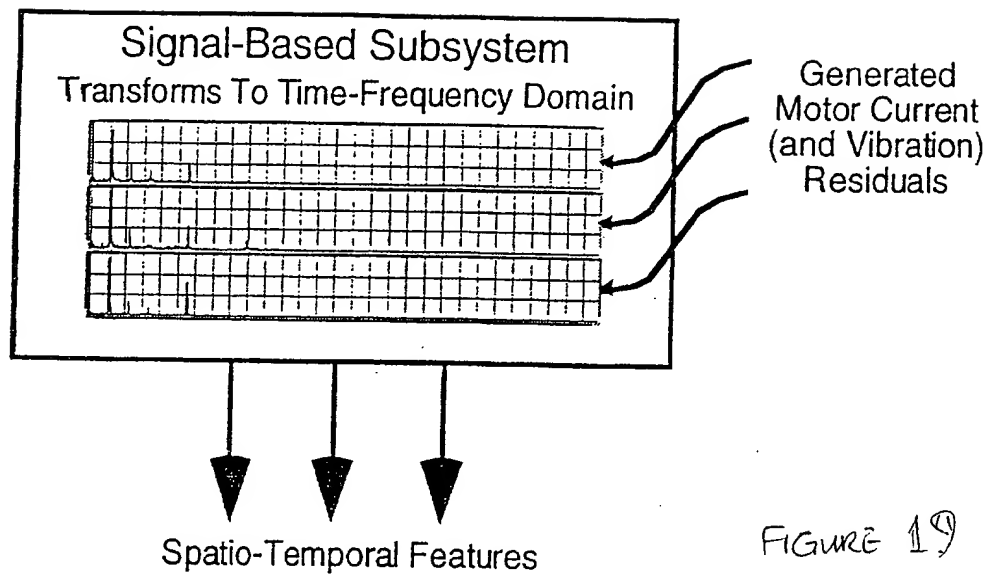 Signal-Based Subsystem
Transforms To Time-Frequency Domain
Generated
Motor Current
(and Vibration)
Residuals
Spatio-Temporal Features
FIGURE 19